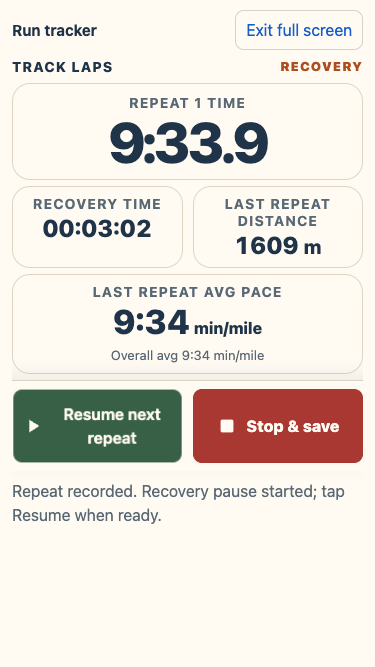 Run tracker
Exit full screen
TRACK LAPS
RECOVERY
REPEAT 1 TIME
9:33.9
RECOVERY TIME
00:03:02
LAST REPEAT
DISTANCE
1609 m
LAST REPEAT AVG PACE
9:34 min/mile
Overall avg 9:34 min/mile
Resume next
repeat
Stop & save
Repeat recorded. Recovery pause started; tap
Resume when ready.